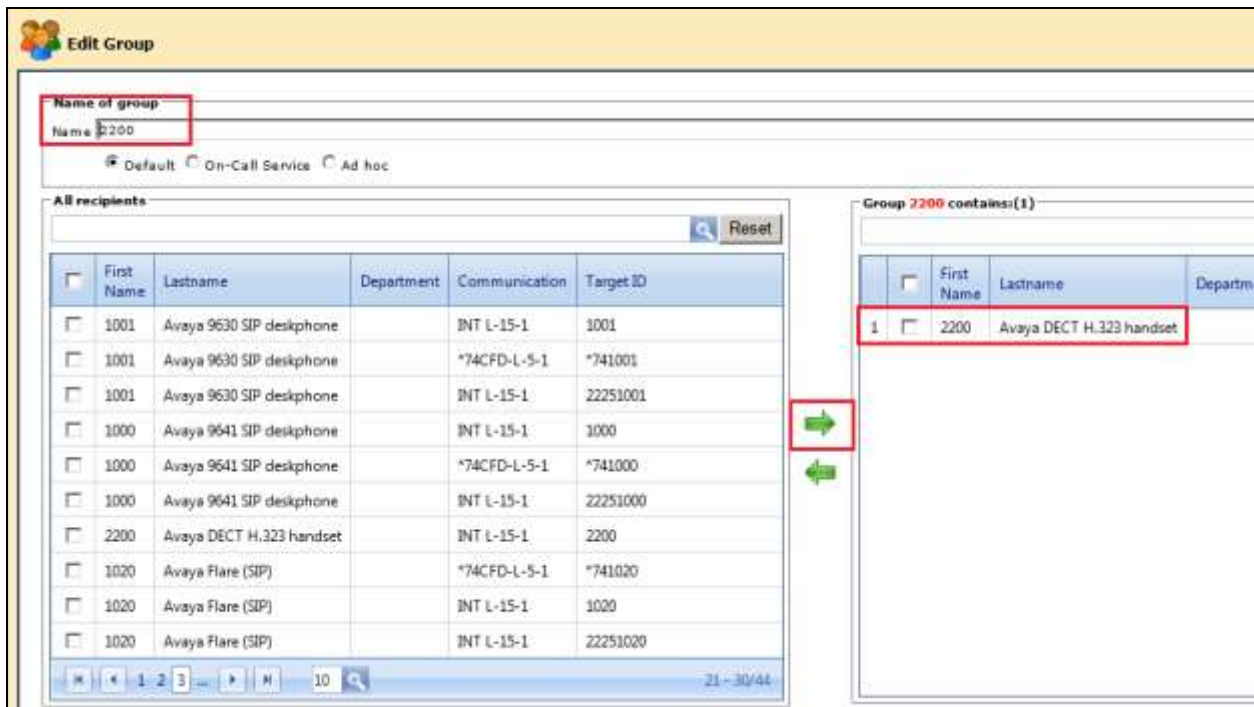 Edit Group
Name of group
Name 2200
Default On-Call Service Ad hoc
All recipients
Reset
First Name Lastname Department Communication Target ID
1001 Avaya 9630 SIP deskphone INT L-15-1 1001
1001 Avaya 9630 SIP deskphone *74CFD-L-5-1 *741001
1001 Avaya 9630 SIP deskphone INT L-15-1 22251001
1000 Avaya 9641 SIP deskphone INT L-15-1 1000
1000 Avaya 9641 SIP deskphone *74CFD-L-5-1 *741000
1000 Avaya 9641 SIP deskphone INT L-15-1 22251000
2200 Avaya DECT H.323 handset INT L-15-1 2200
1020 Avaya Flare (SIP) *74CFD-L-5-1 *741020
1020 Avaya Flare (SIP) INT L-15-1 1020
1020 Avaya Flare (SIP) INT L-15-1 22251020
1 2 3 ... 10 21 - 30/44
Group 2200 contains:(1)
First Name Lastname Departm
1 2200 Avaya DECT H.323 handset